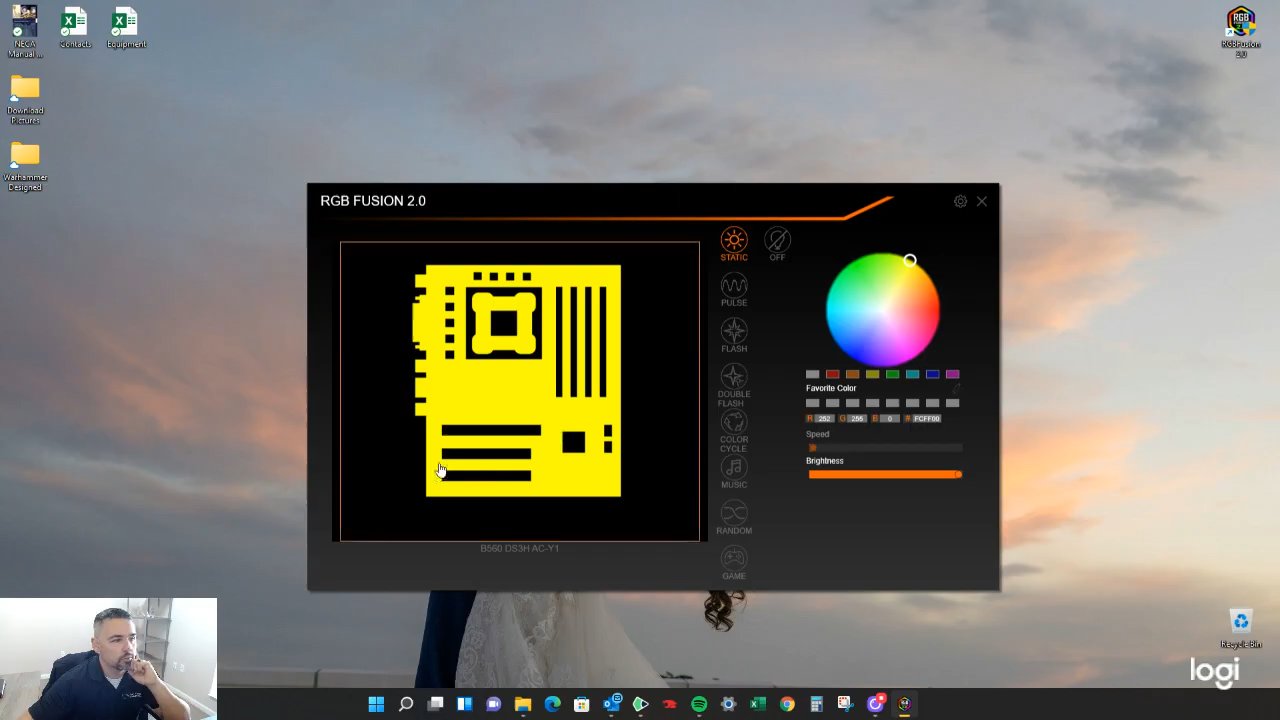 NECA
Manual ...
Contacts
Equipment
RGBFusion
2.0
Download
Pictures
Warhammer
Designed
RGB FUSION 2.0
STATIC
OFF
PULSE
FLASH
DOUBLE
FLASH
COLOR
CYCLE
MUSIC
RANDOM
GAME
Favorite Color
R 252 G 255 B 0 # FCFF00
Speed
Brightness
B560 DS3H AC-Y1
Recycle Bin
logi